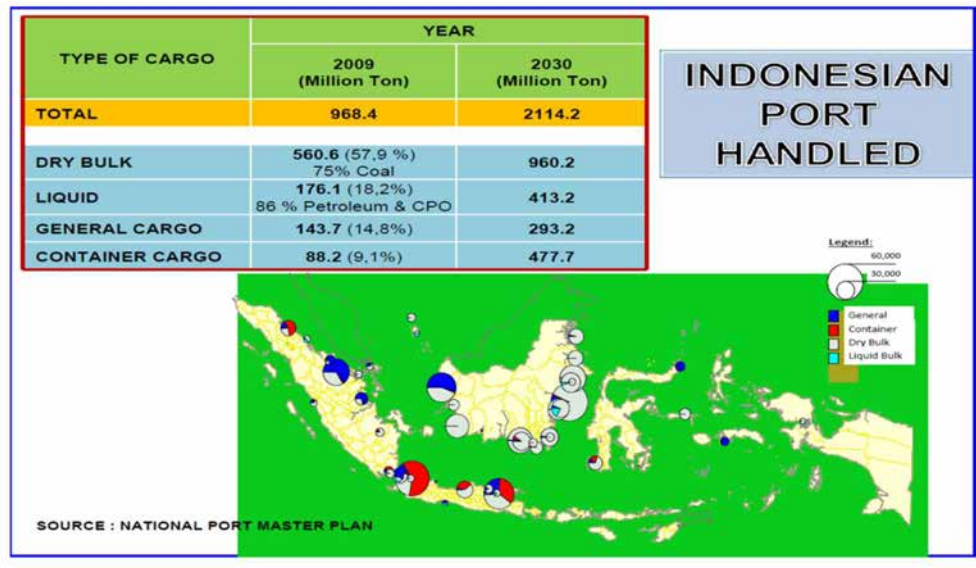 TYPE OF CARGO
YEAR
2009
(Million Ton)
2030
(Million Ton)
TOTAL 968.4 2114.2
DRY BULK 560.6 (57,9 %) 960.2
75% Coal
LIQUID 176.1 (18,2%) 413.2
86 % Petroleum & CPO
GENERAL CARGO 143.7 (14,8%) 293.2
CONTAINER CARGO 88.2 (9,1%) 477.7
INDONESIAN
PORT
HANDLED
Legend:
60,000
30,000
General
Container
Dry Bulk
Liquid Bulk
SOURCE : NATIONAL PORT MASTER PLAN